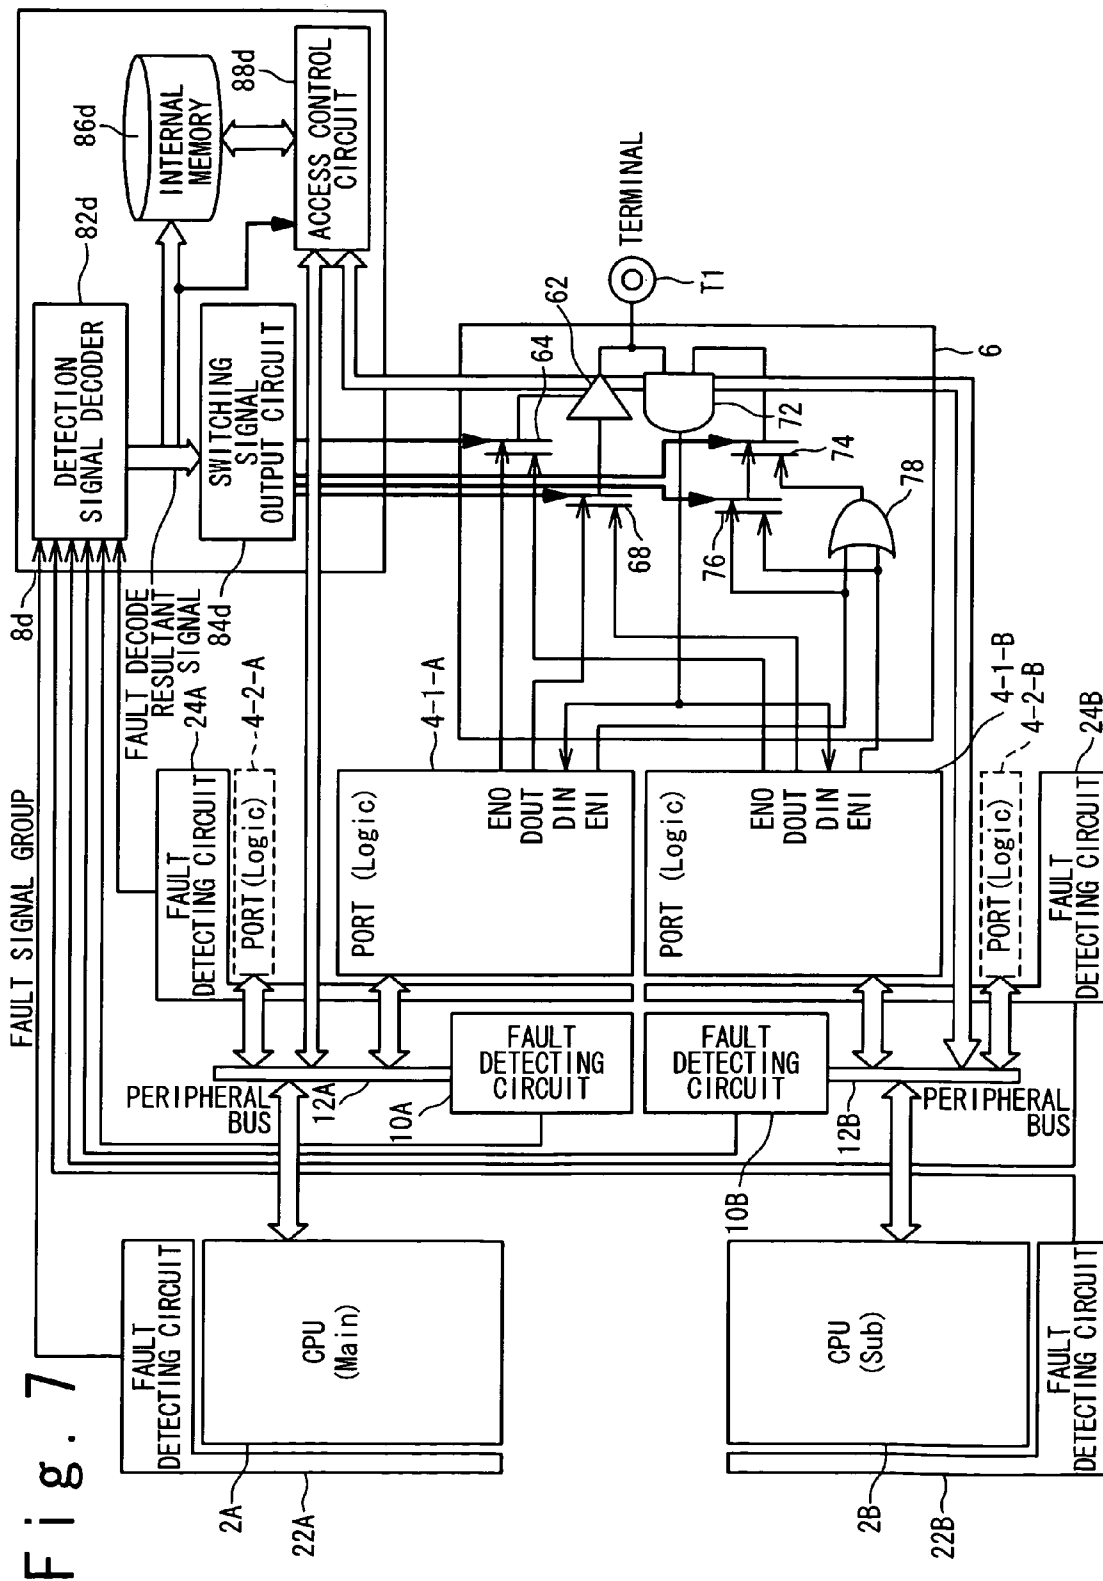 Fig. 7
FAULT SIGNAL GROUP
8d
DETECTION
SIGNAL DECODER
82d
86d
INTERNAL
MEMORY
88d
ACCESS CONTROL
CIRCUIT
FAULT DECODE
RESULTANT
SIGNAL
84d
SWITCHING
SIGNAL
OUTPUT CIRCUIT
24A
FAULT
DETECTING CIRCUIT
4-2-A
PORT(Logic)
4-1-A
PORT (Logic)
ENO
DOUT
DIN
ENI
62
64
68
TERMINAL
T1
72
74
76
78
6
PORT (Logic)
ENO
DOUT
DIN
ENI
4-1-B
4-2-B
PORT(Logic)
24B
FAULT
DETECTING CIRCUIT
PERIPHERAL
BUS
12A
10A
FAULT
DETECTING
CIRCUIT
FAULT
DETECTING
CIRCUIT
10B
12B
PERIPHERAL
BUS
FAULT
DETECTING CIRCUIT
CPU
(Main)
2A
22A
CPU
(Sub)
2B
22B
FAULT
DETECTING CIRCUIT